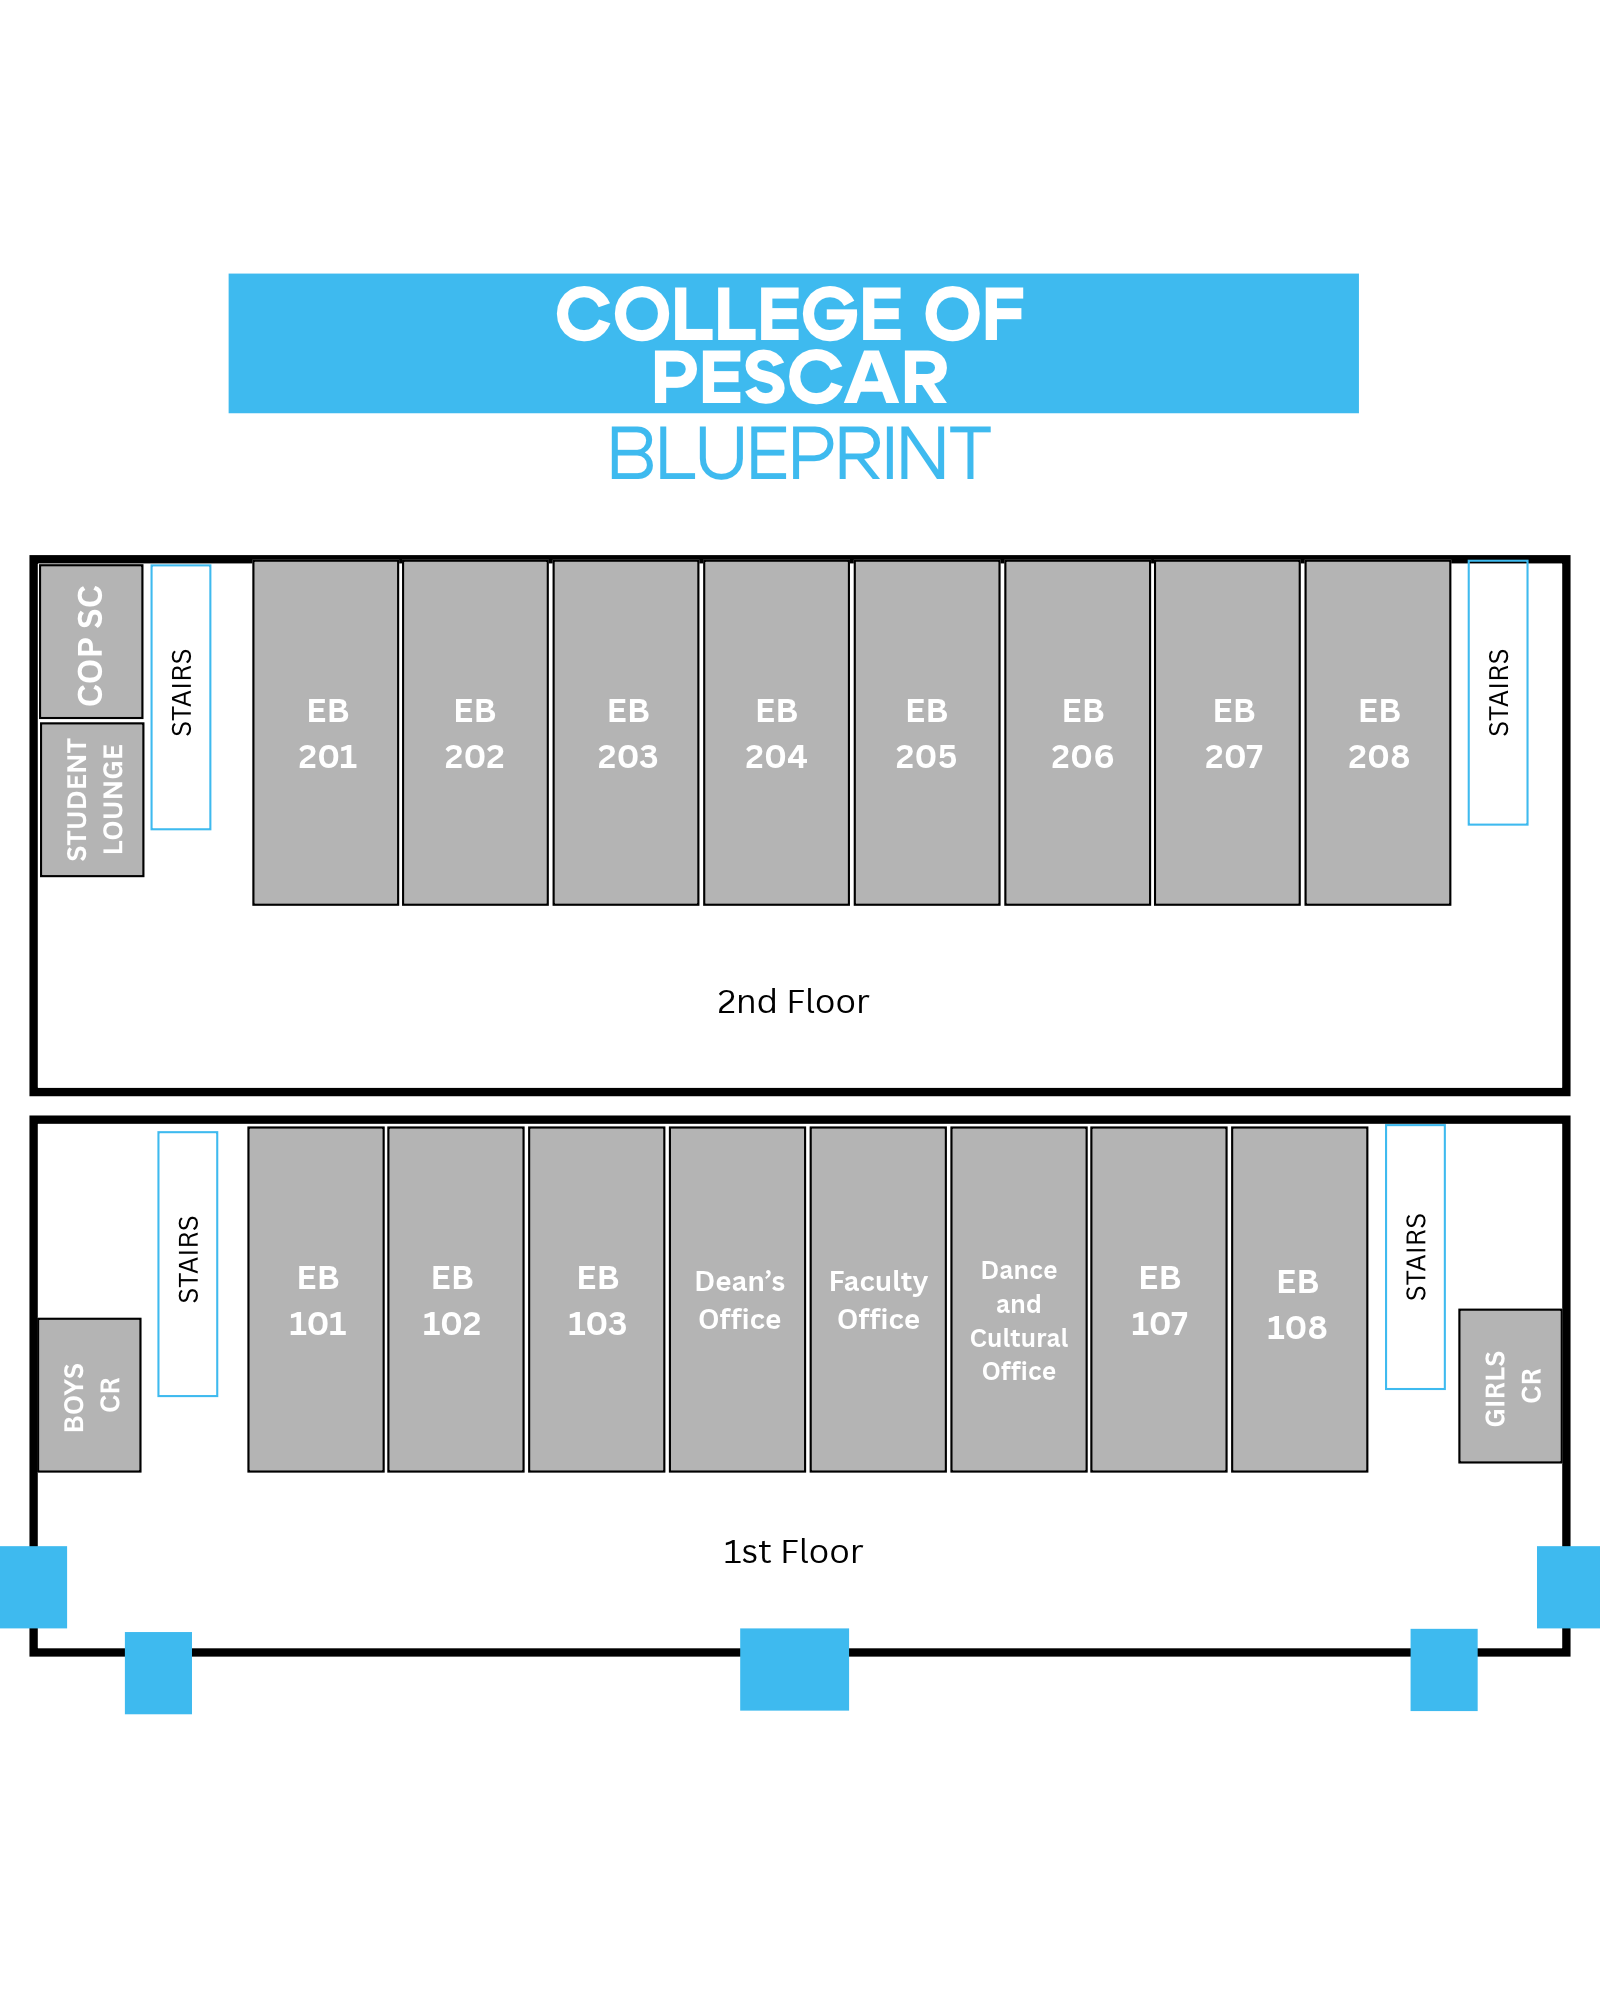 COLLEGE OF
PESCAR
BLUEPRINT
COP SC
STUDENT
LOUNGE
STAIRS
EB
201
EB
202
EB
203
EB
204
EB
205
EB
206
EB
207
EB
208
STAIRS
2nd Floor
BOYS
CR
STAIRS
EB
101
EB
102
EB
103
Dean’s
Office
Faculty
Office
Dance
and
Cultural
Office
EB
107
EB
108
STAIRS
GIRLS
CR
1st Floor